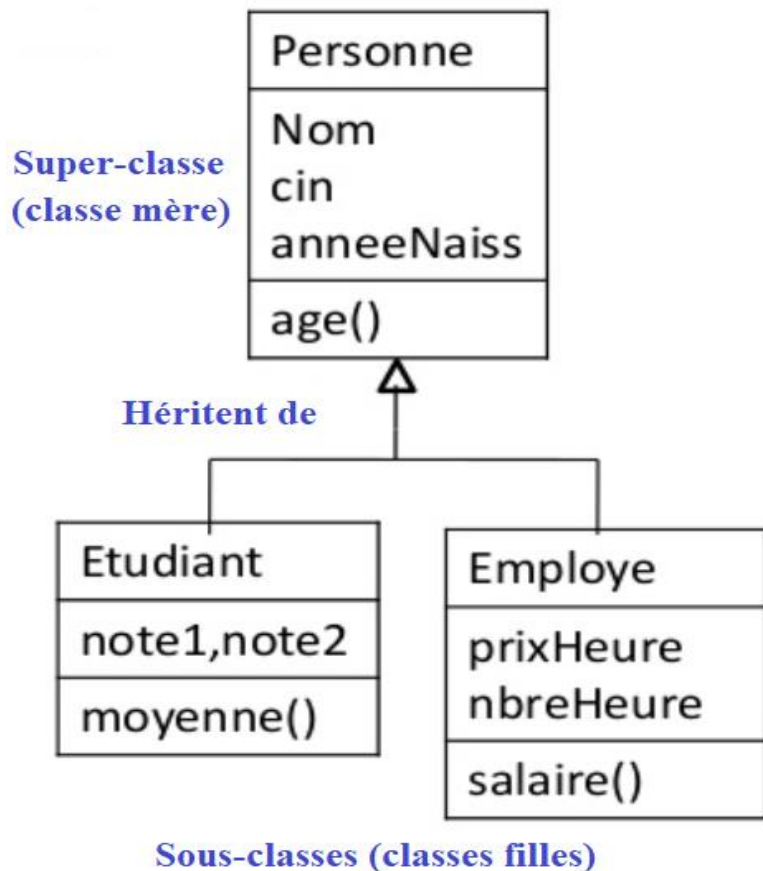 Personne
Nom
cin
anneeNaiss
age()
Super-classe
(classe mère)
Héritent de
Etudiant
note1,note2
moyenne()
Employe
prixHeure
nbreHeure
salaire()
Sous-classes (classes filles)